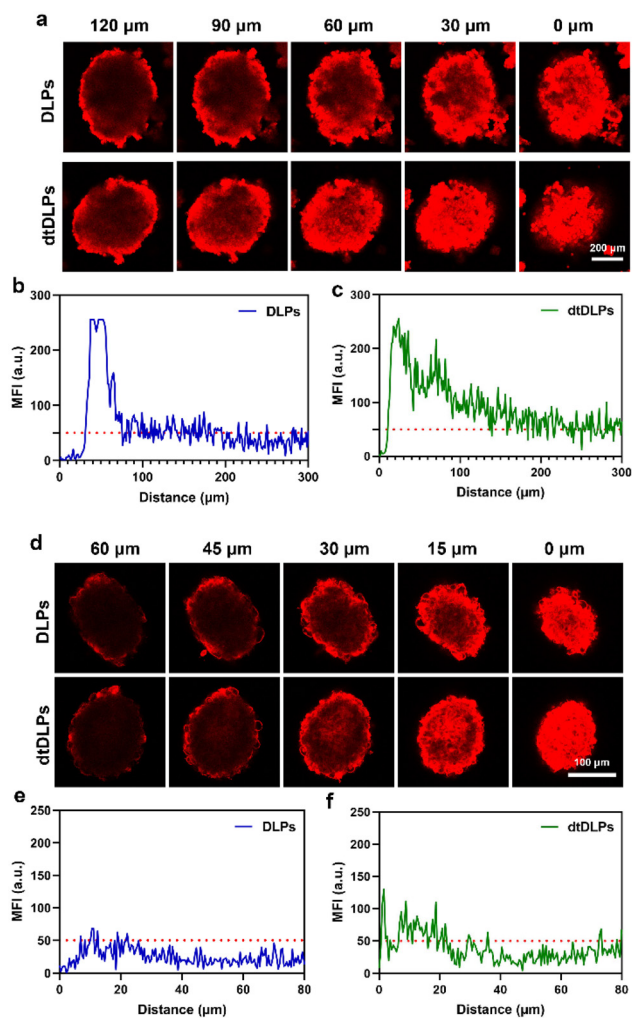 a
120 μm 90 μm 60 μm 30 μm 0 μm
DLPs
dtDLPs
200 μm
b
300
200
100
0
MFI (a.u.)
DLPs
0 100 200 300
Distance (μm)
c
300
200
100
0
MFI (a.u.)
dtDLPs
0 100 200 300
Distance (μm)
d
60 μm 45 μm 30 μm 15 μm 0 μm
DLPs
dtDLPs
100 μm
e
250
200
150
100
50
0
MFI (a.u.)
DLPs
0 20 40 60 80
Distance (μm)
f
250
200
150
100
50
0
MFI (a.u.)
dtDLPs
0 20 40 60 80
Distance (μm)